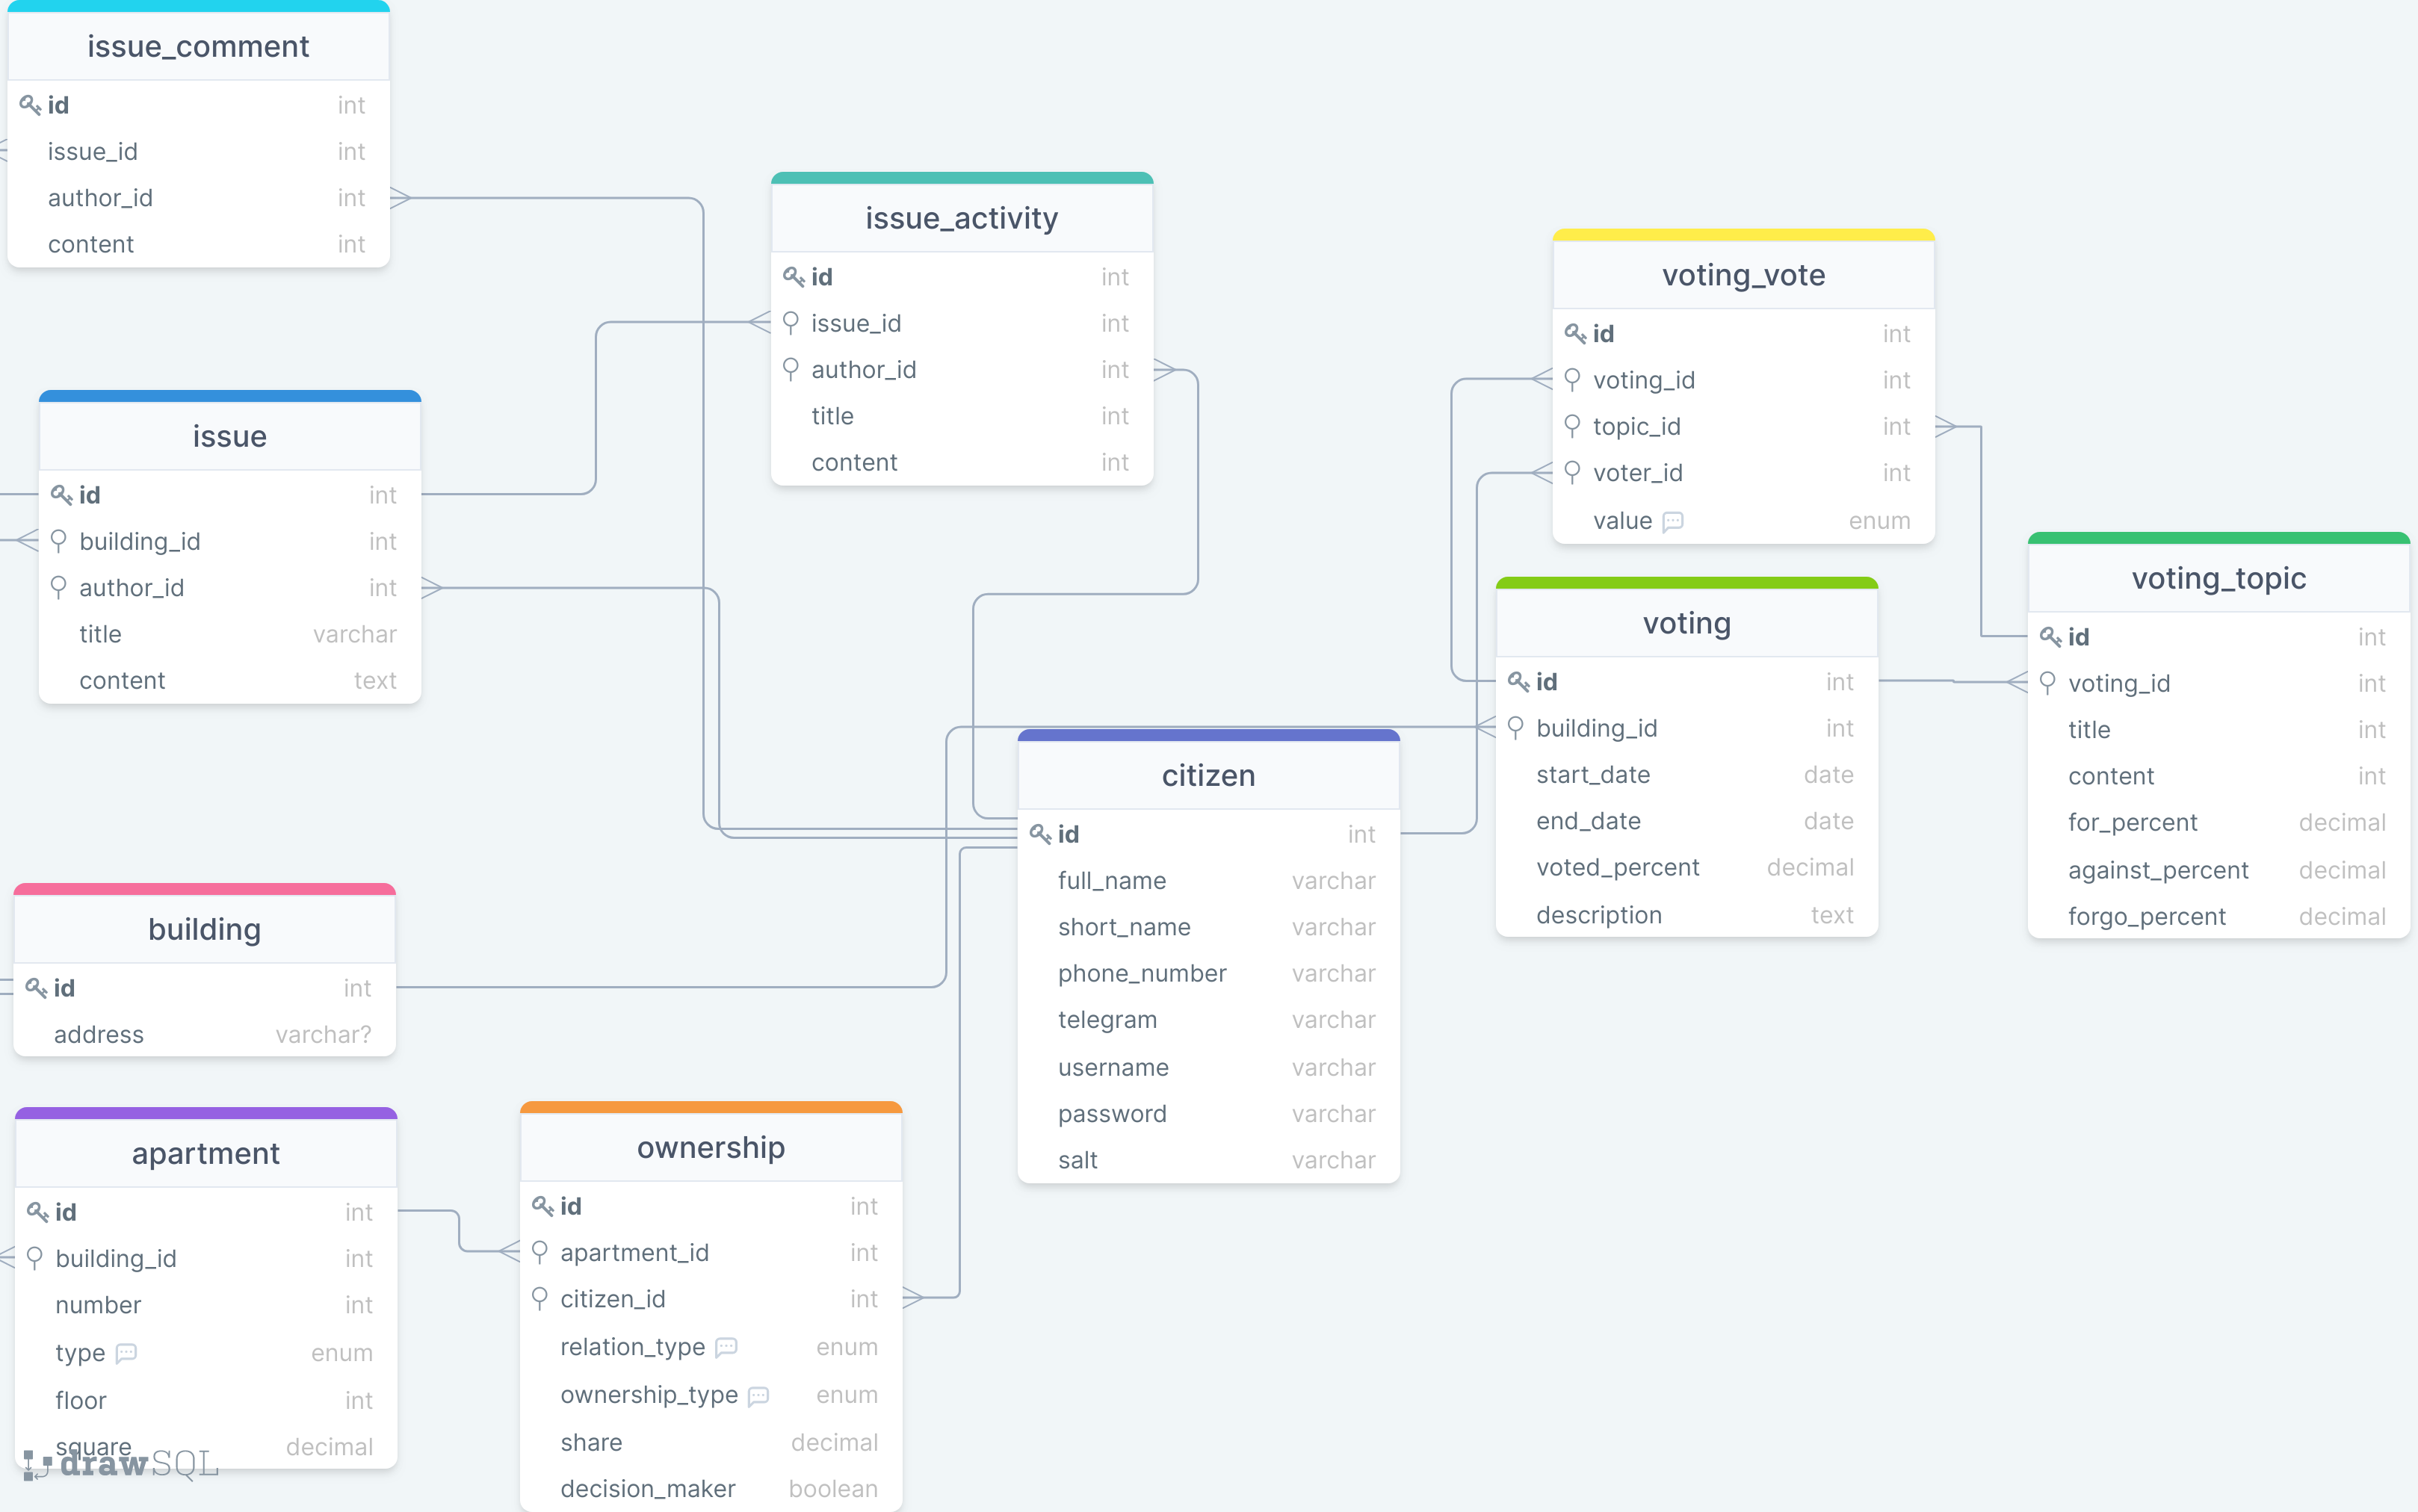 issue_comment
id int
issue_id int
author_id int
content int
issue_activity
id int
issue_id int
author_id int
title int
content int
voting_vote
id int
voting_id int
topic_id int
voter_id int
value enum
issue
id int
building_id int
author_id int
title varchar
content text
voting
id int
building_id int
start_date date
end_date date
voted_percent decimal
description text
voting_topic
id int
voting_id int
title int
content int
for_percent decimal
against_percent decimal
forgo_percent decimal
citizen
id int
full_name varchar
short_name varchar
phone_number varchar
telegram varchar
username varchar
password varchar
salt varchar
building
id int
address varchar?
apartment
id int
building_id int
number int
type enum
floor int
square decimal
ownership
id int
apartment_id int
citizen_id int
relation_type enum
ownership_type enum
share decimal
decision_maker boolean
drawSQL